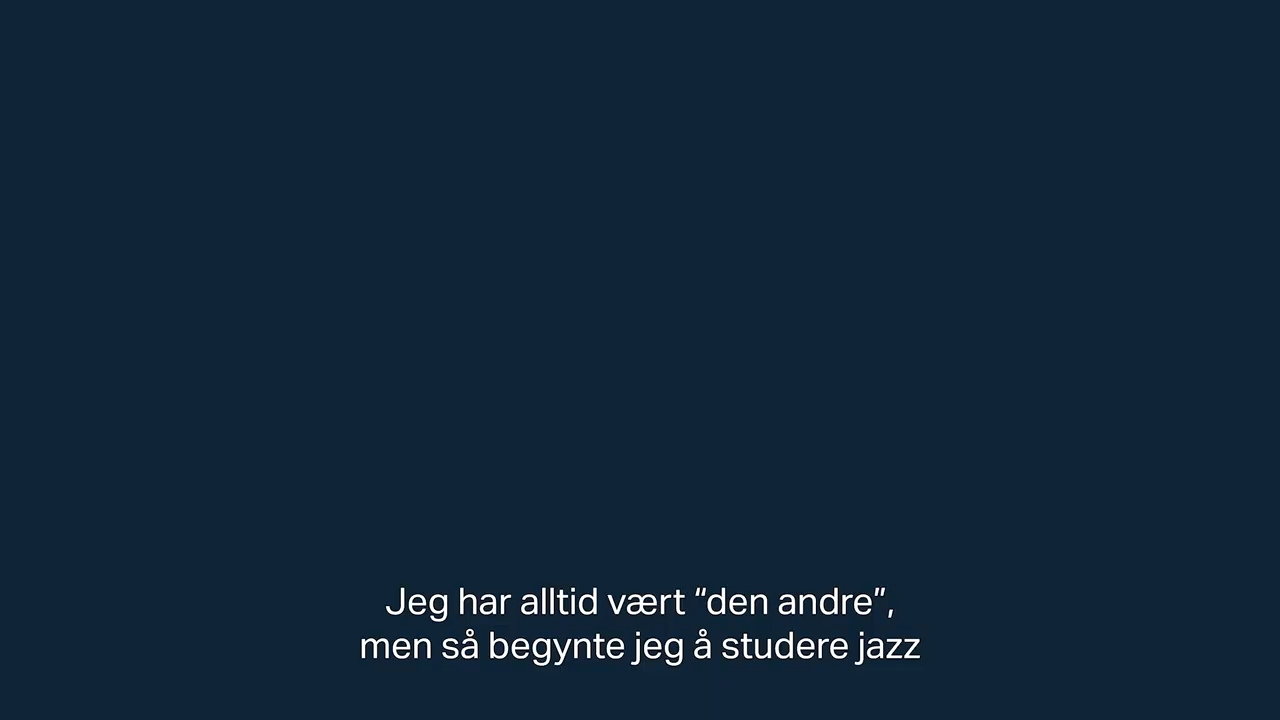 Jeg har alltid vært “den andre”,
men så begynte jeg å studere jazz